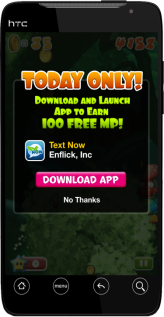 hTC
TODAY ONLY!
DOWNLOAD AND LAUNCH
APP TO EARN
100 FREE MP!
Text Now
Enflick, Inc
DOWNLOAD APP
No Thanks
menu